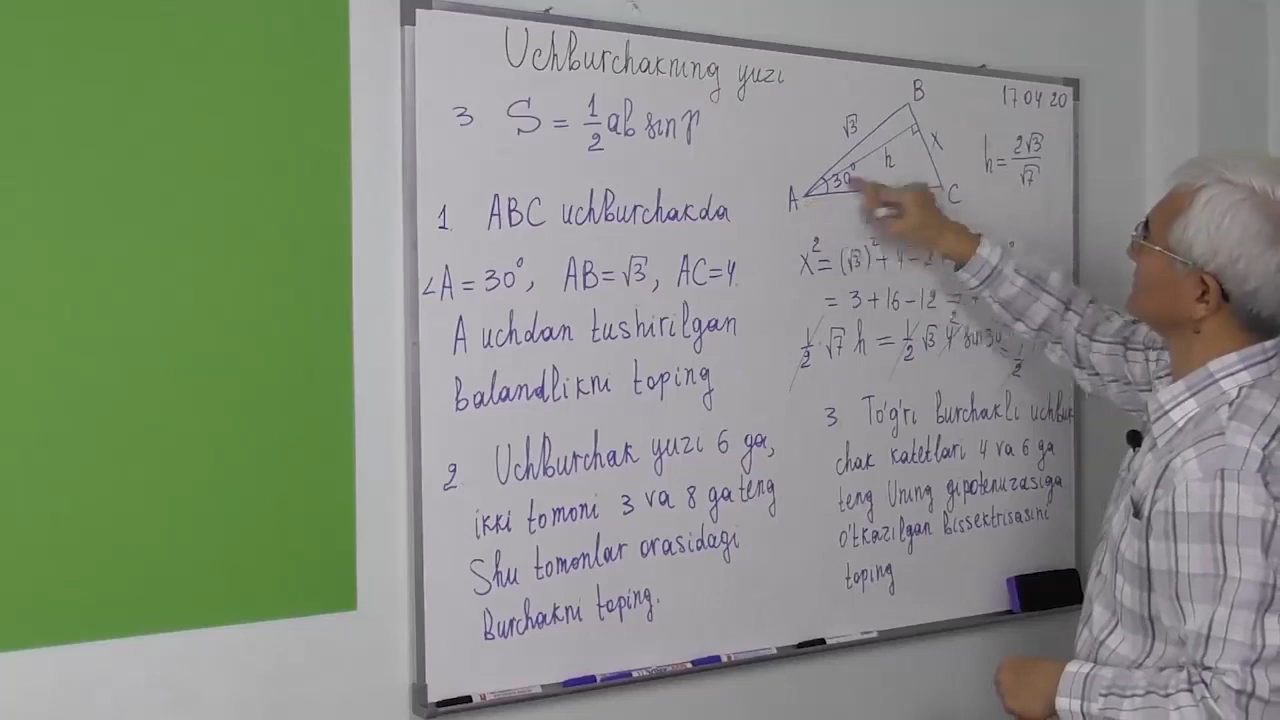 Uchburchakning yuzi
3 S = 1/2 ab sin γ
1. ABC uchburchakda
∠A = 30°, AB = √3, AC = 4.
A uchdan tushirilgan
balandlikni toping
2. Uchburchak yuzi 6 ga,
ikki tomoni 3 va 8 ga teng
Shu tomonlar orasidagi
Burchakni toping.
17 04 20
B
√3
x
h
30°
A
C
h = 2√3/√7
x² = (√3)² + 4 - 2
= 3 + 16 - 12 =
1/2 · √7 h = 1/2 √3 4² sin 30
1/2
3. To'g'ri burchakli uchbur
chak katetlari 4 va 6 ga
teng Uning gipotenuzasiga
o'tkazilgan bissektrisasini
toping